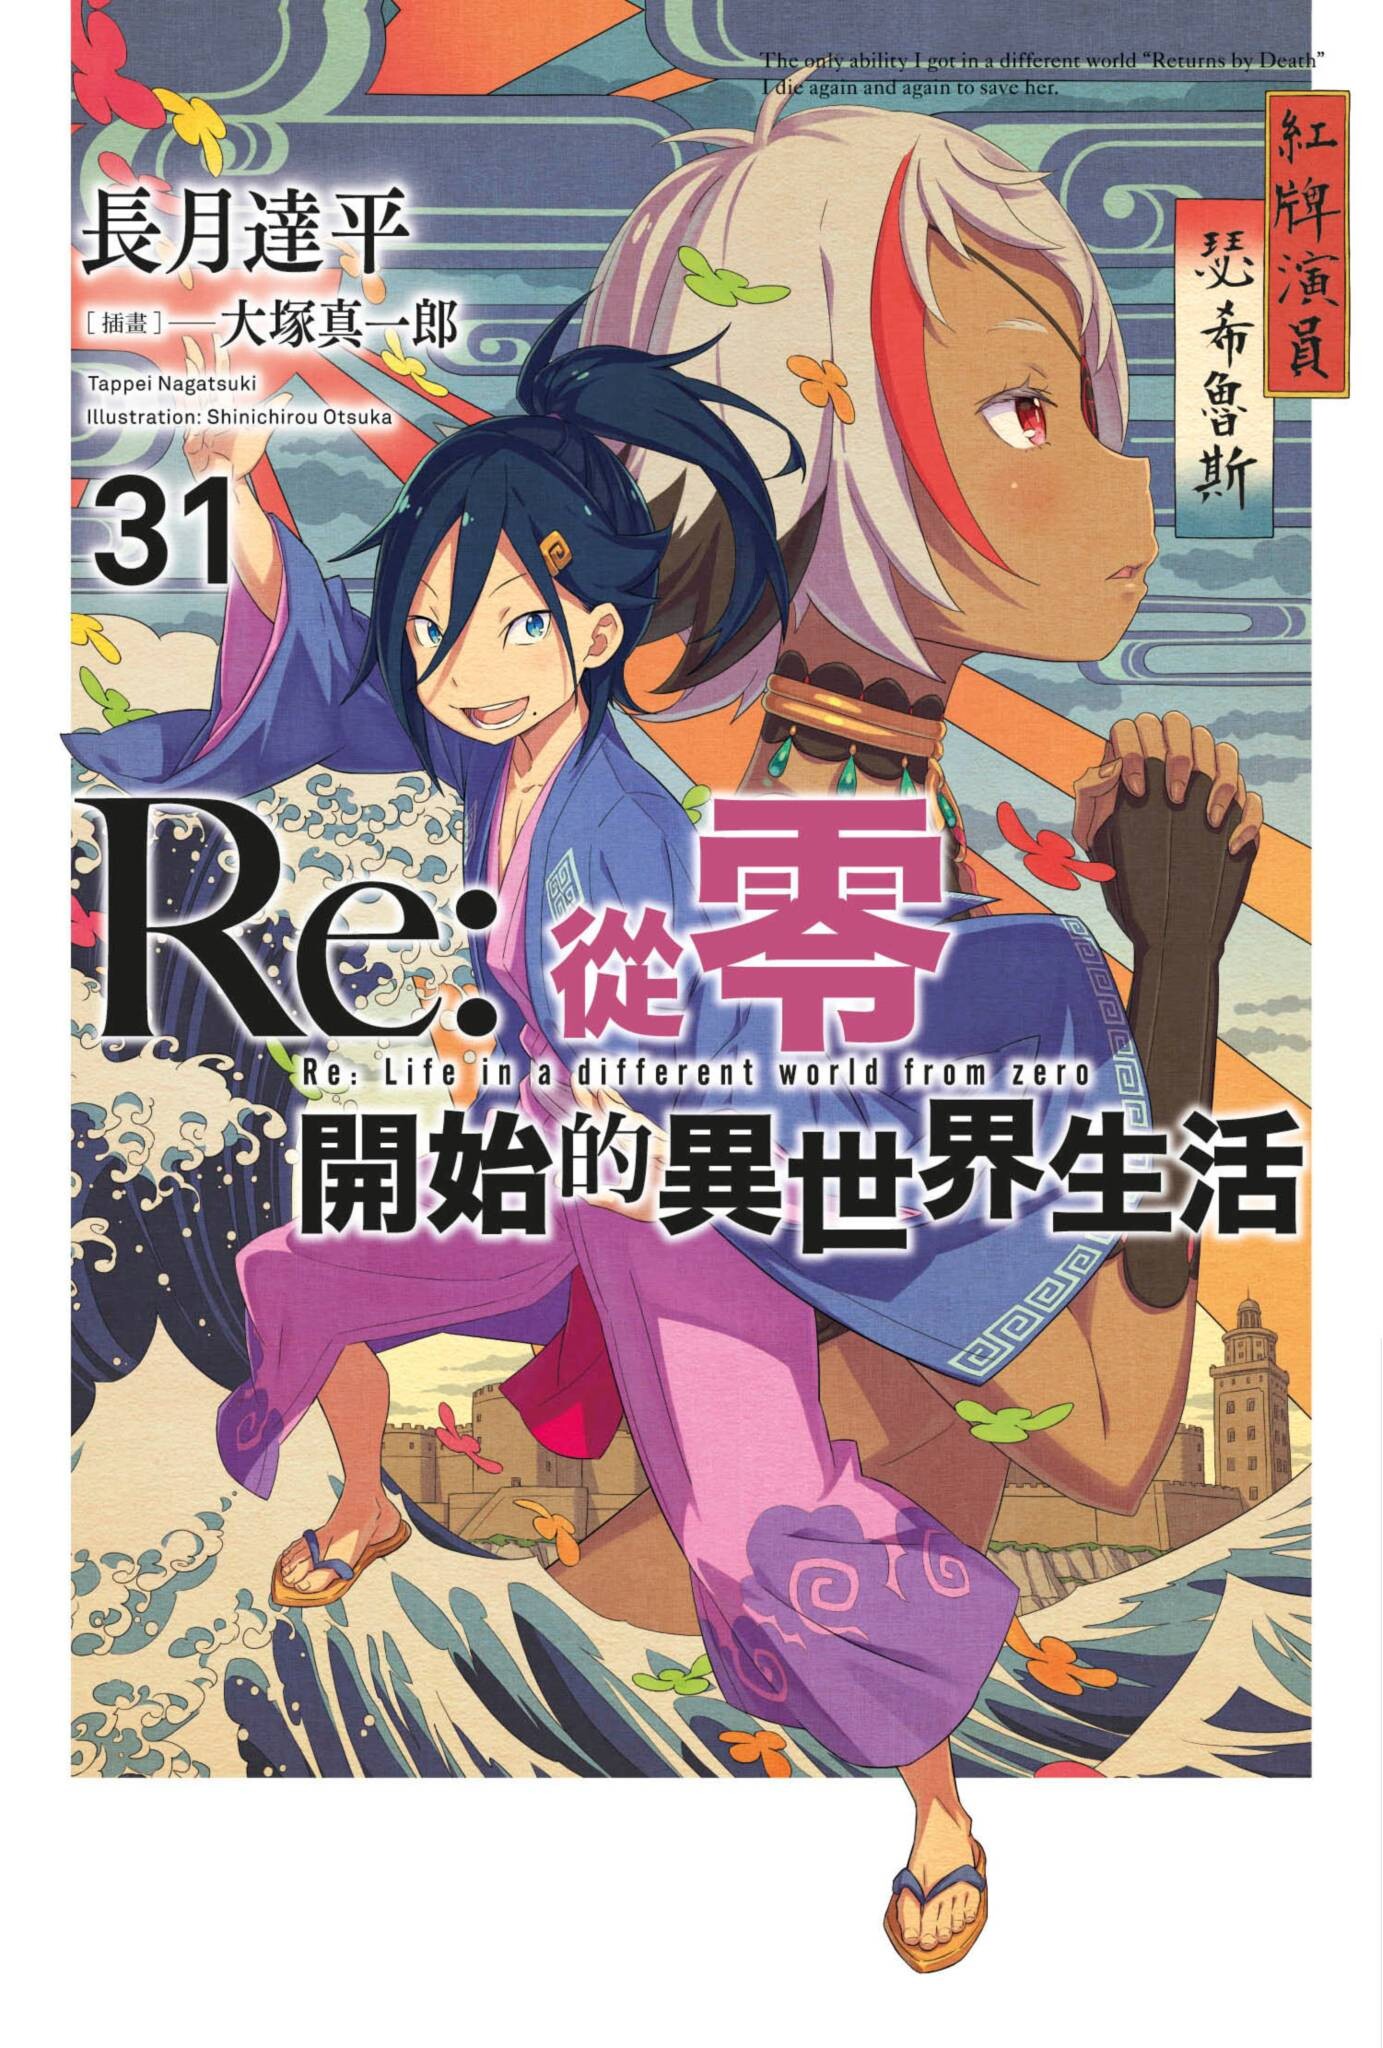 The only ability I got in a different world “Returns by Death”
I die again and again to save her.
紅牌演員
瑟希魯斯
長月達平
［插畫］——大塚真一郎
Tappei Nagatsuki
Illustration: Shinichirou Otsuka
31
Re:從零
Re: Life in a different world from zero
開始的異世界生活